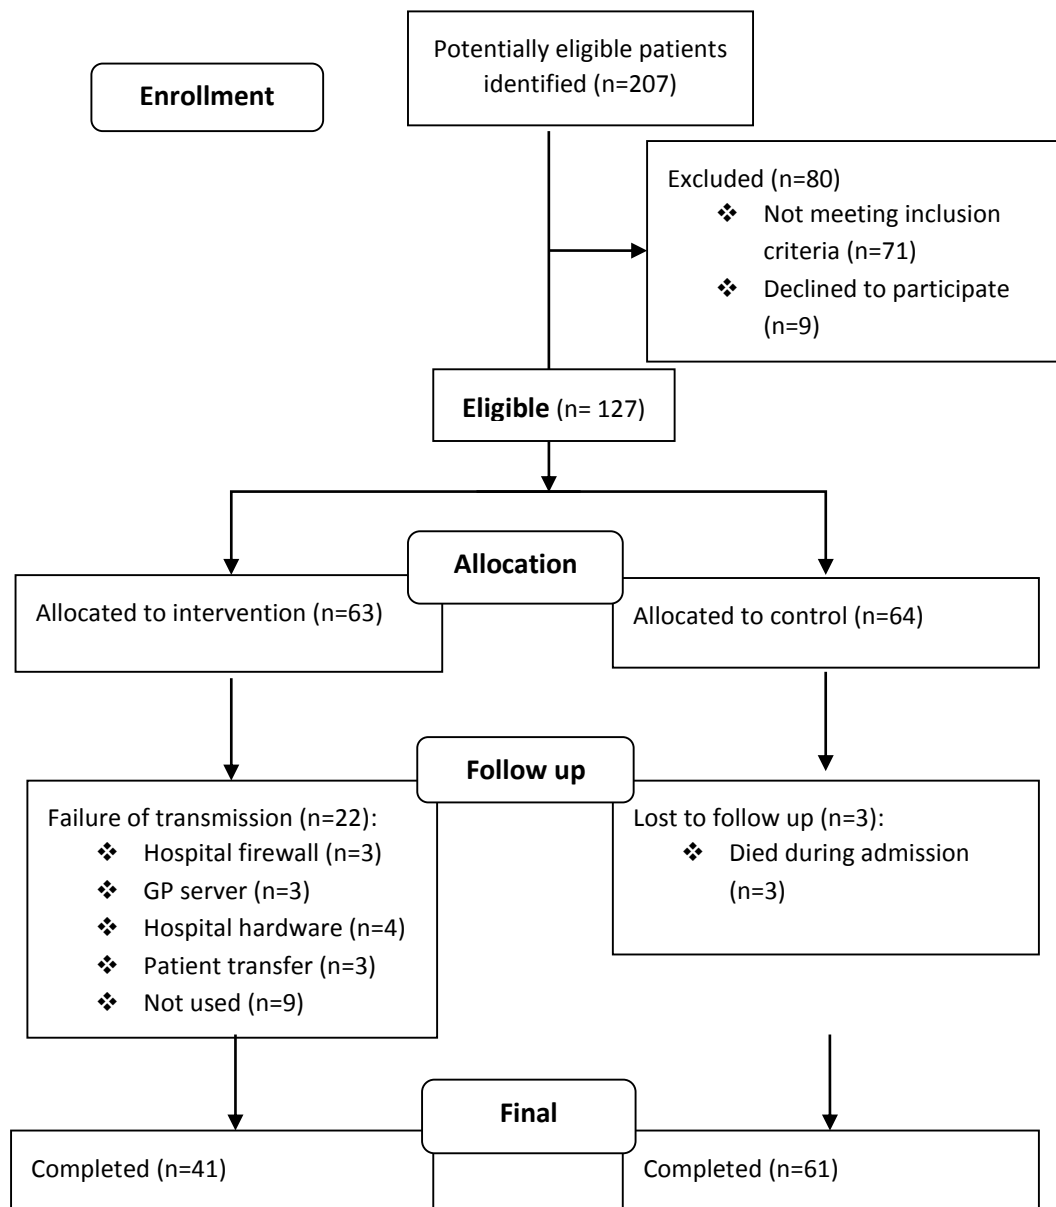 Potentially eligible patients
identified (n=207)
Enrollment
Excluded (n=80)
❖ Not meeting inclusion
criteria (n=71)
❖ Declined to participate
(n=9)
Eligible (n= 127)
Allocation
Allocated to intervention (n=63)
Allocated to control (n=64)
Follow up
Failure of transmission (n=22):
❖ Hospital firewall (n=3)
❖ GP server (n=3)
❖ Hospital hardware (n=4)
❖ Patient transfer (n=3)
❖ Not used (n=9)
Lost to follow up (n=3):
❖ Died during admission
(n=3)
Final
Completed (n=41)
Completed (n=61)